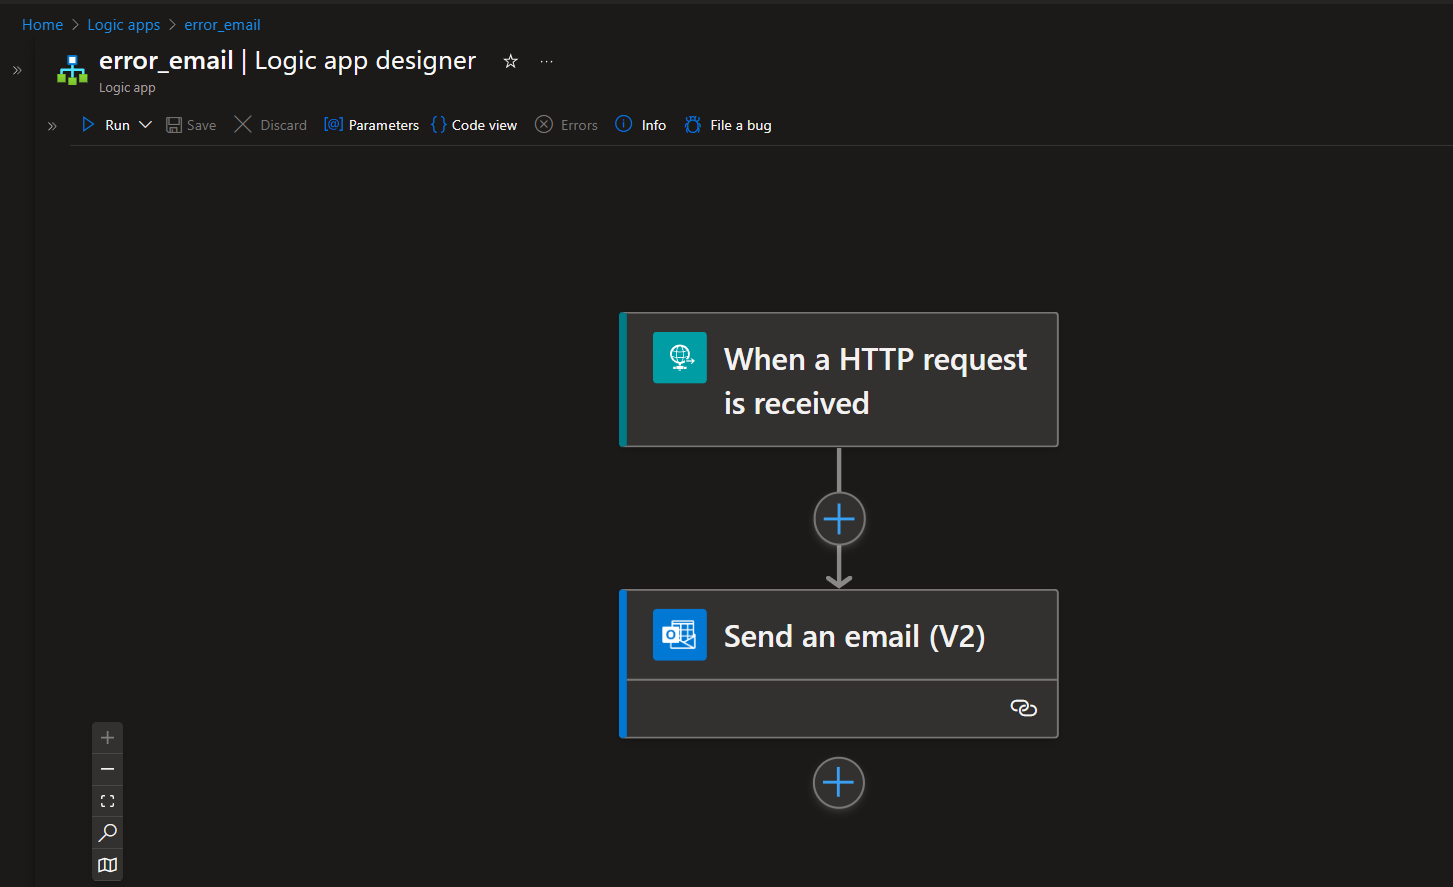 Home > Logic apps > error_email
error_email | Logic app designer
Logic app
Run Save Discard Parameters Code view Errors Info File a bug
When a HTTP request
is received
Send an email (V2)